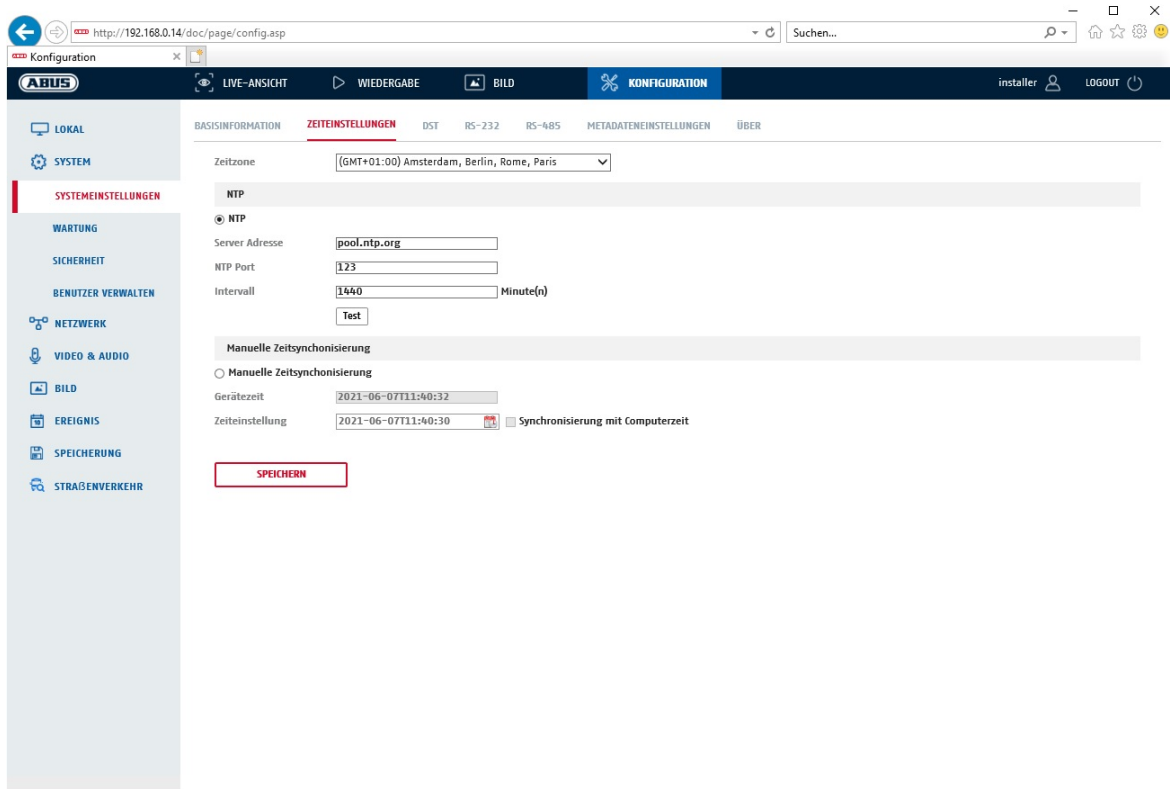 http://192.168.0.14/doc/page/config.asp
Suchen...
Konfiguration
ABUS
LIVE-ANSICHT
WIEDERGABE
BILD
KONFIGURATION
installer
LOGOUT
LOKAL
SYSTEM
SYSTEMEINSTELLUNGEN
WARTUNG
SICHERHEIT
BENUTZER VERWALTEN
NETZWERK
VIDEO & AUDIO
BILD
EREIGNIS
SPEICHERUNG
STRAßENVERKEHR
BASISINFORMATION
ZEITEINSTELLUNGEN
DST
RS-232
RS-485
METADATENEINSTELLUNGEN
ÜBER
Zeitzone (GMT+01:00) Amsterdam, Berlin, Rome, Paris
NTP
NTP
Server Adresse pool.ntp.org
NTP Port 123
Intervall 1440 Minute(n)
Test
Manuelle Zeitsynchonisierung
Manuelle Zeitsynchonisierung
Gerätezeit 2021-06-07T11:40:32
Zeiteinstellung 2021-06-07T11:40:30 Synchronisierung mit Computerzeit
SPEICHERN